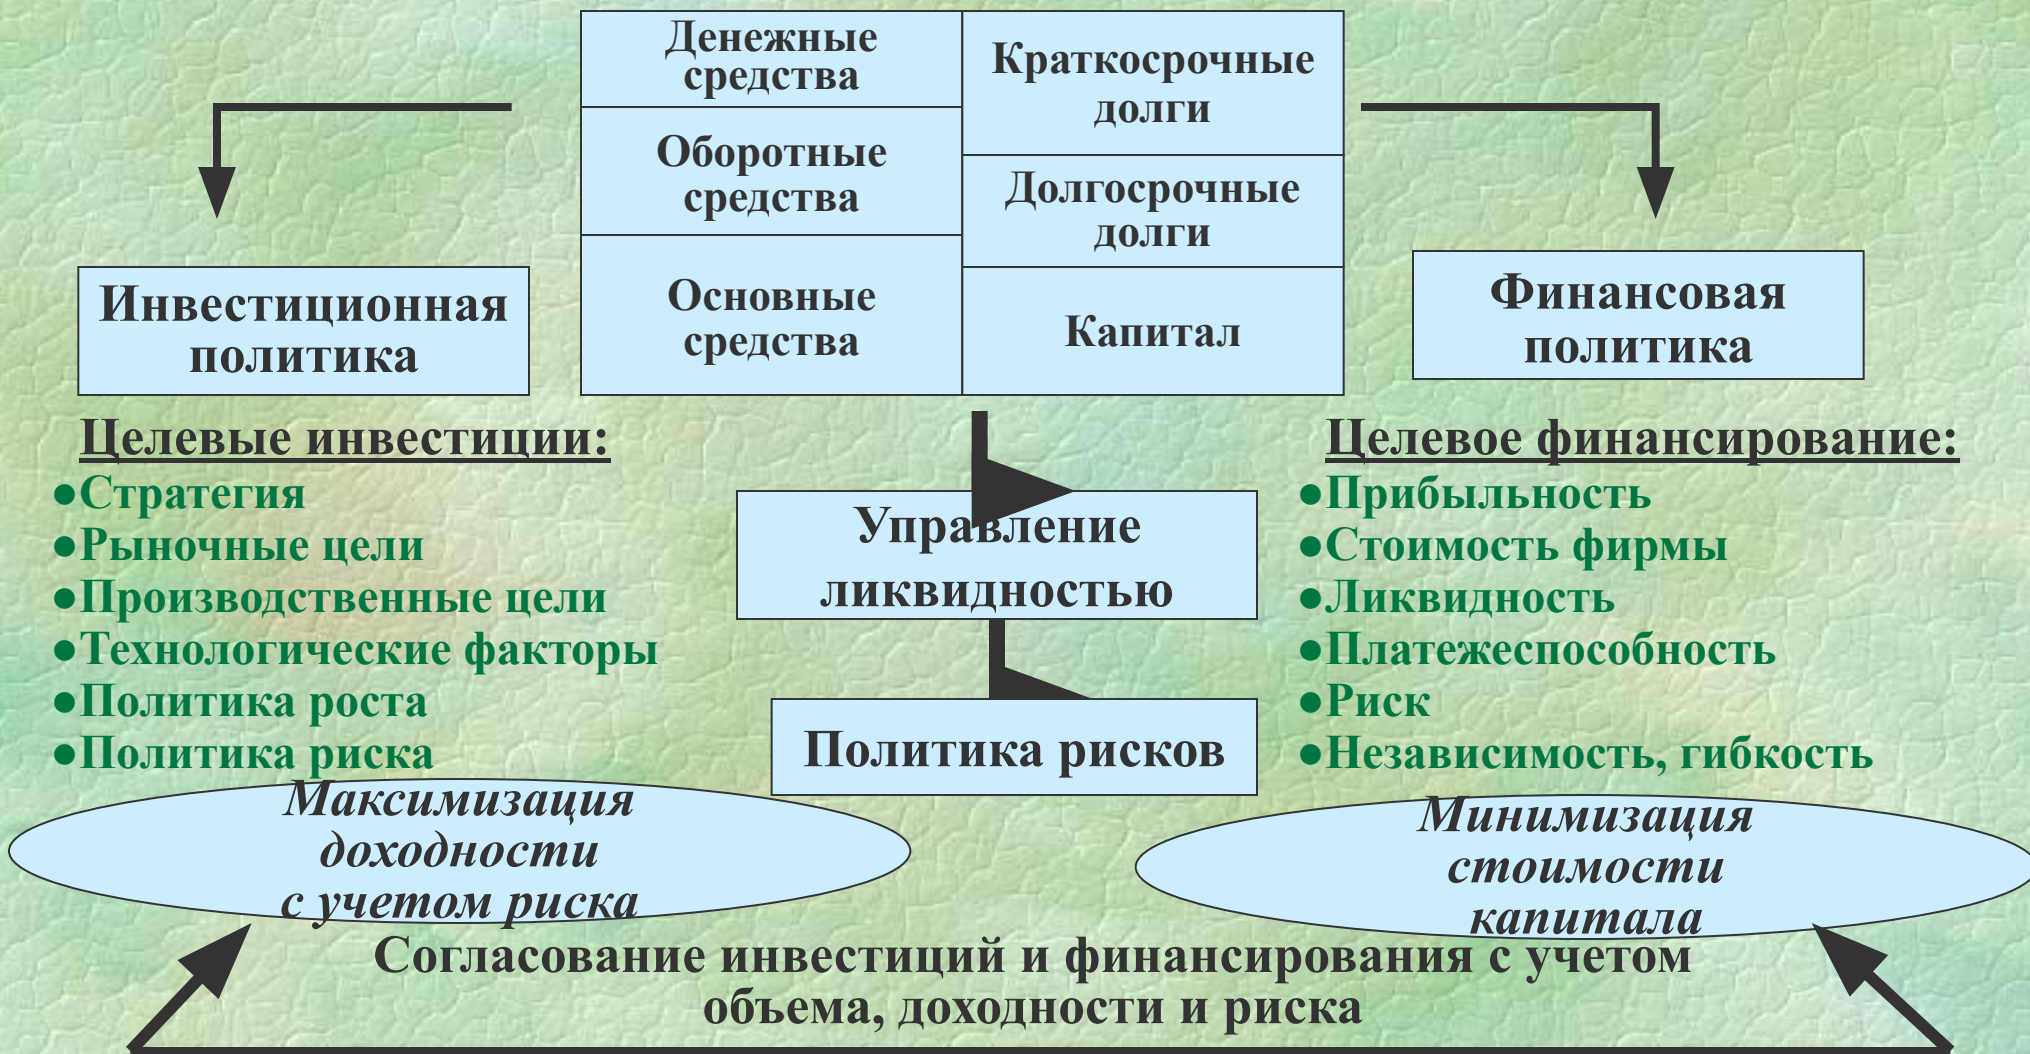 Денежные
средства
Краткосрочные
долги
Оборотные
средства
Долгосрочные
долги
Основные
средства
Капитал
Инвестиционная
политика
Финансовая
политика
Целевые инвестиции:
●Стратегия
●Рыночные цели
●Производственные цели
●Технологические факторы
●Политика роста
●Политика риска
Управление
ликвидностью
Политика рисков
Целевое финансирование:
●Прибыльность
●Стоимость фирмы
●Ликвидность
●Платежеспособность
●Риск
●Независимость, гибкость
Максимизация
доходности
с учетом риска
Минимизация
стоимости
капитала
Согласование инвестиций и финансирования с учетом
объема, доходности и риска